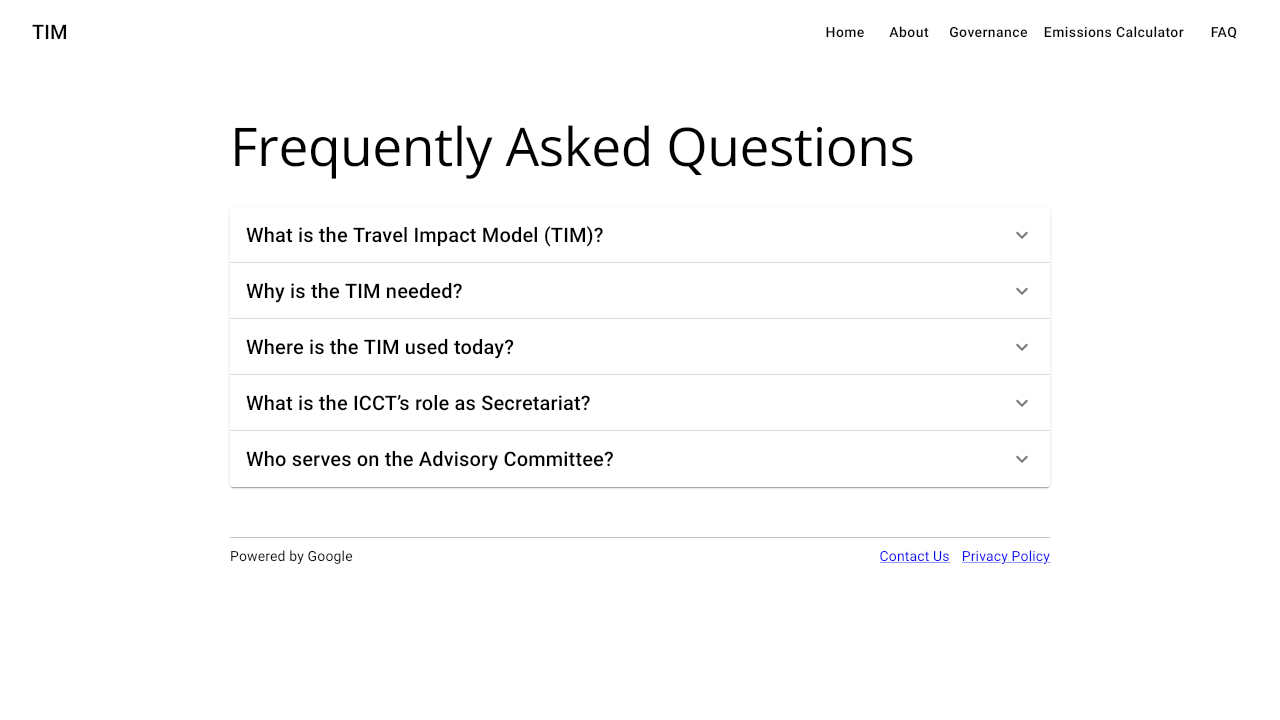 TIM
Home About Governance Emissions Calculator FAQ
Frequently Asked Questions
What is the Travel Impact Model (TIM)?
Why is the TIM needed?
Where is the TIM used today?
What is the ICCT’s role as Secretariat?
Who serves on the Advisory Committee?
Powered by Google
Contact Us Privacy Policy